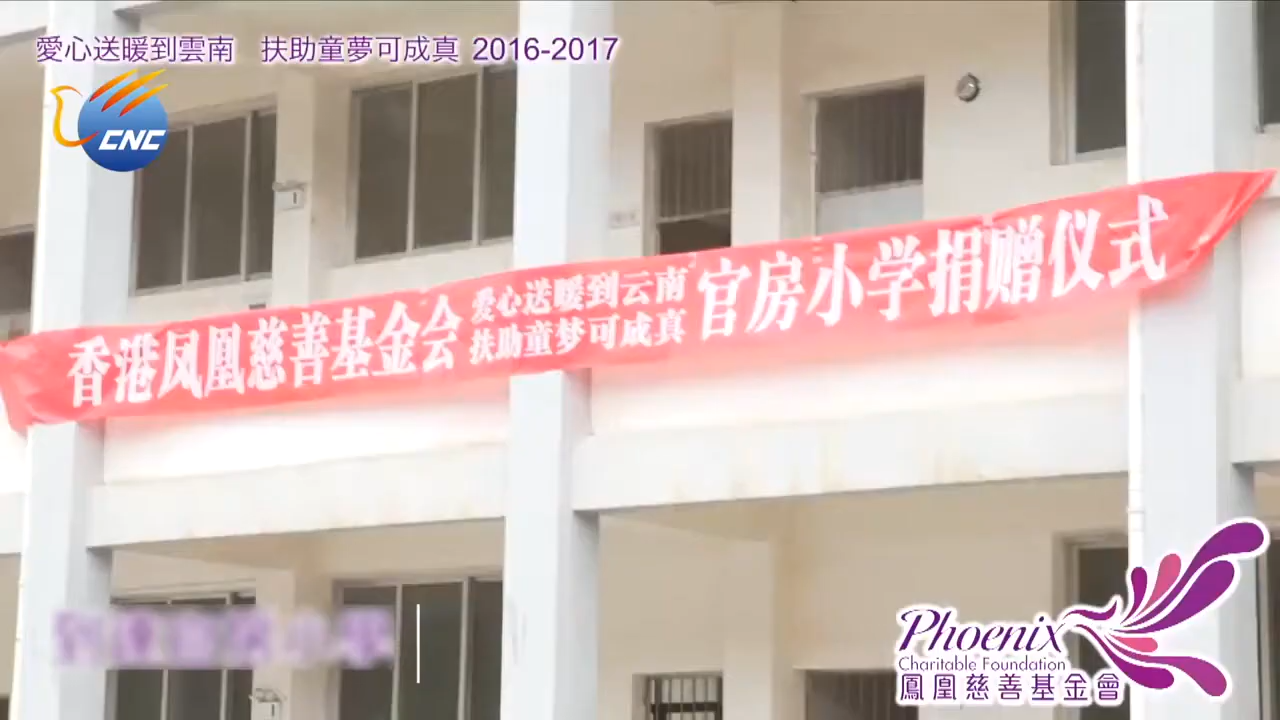 愛心送暖到雲南 扶助童夢可成真 2016-2017
CNC
香港凤凰慈善基金会 愛心送暖到云南 官房小学捐赠仪式
扶助童梦可成真
Phoenix
Charitable Foundation
鳳凰慈善基金會